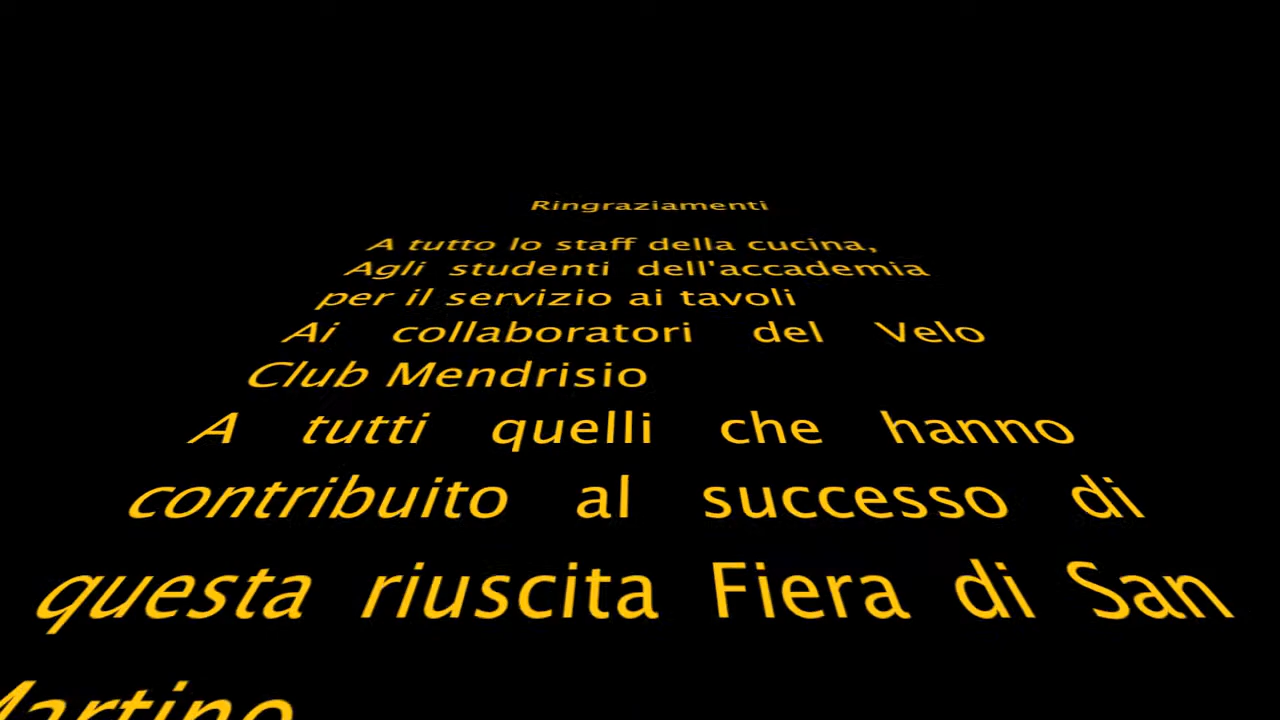 Ringraziamenti
A tutto lo staff della cucina,
Agli studenti dell'accademia
per il servizio ai tavoli
Ai collaboratori del Velo
Club Mendrisio
A tutti quelli che hanno
contribuito al successo di
questa riuscita Fiera di San
Martino